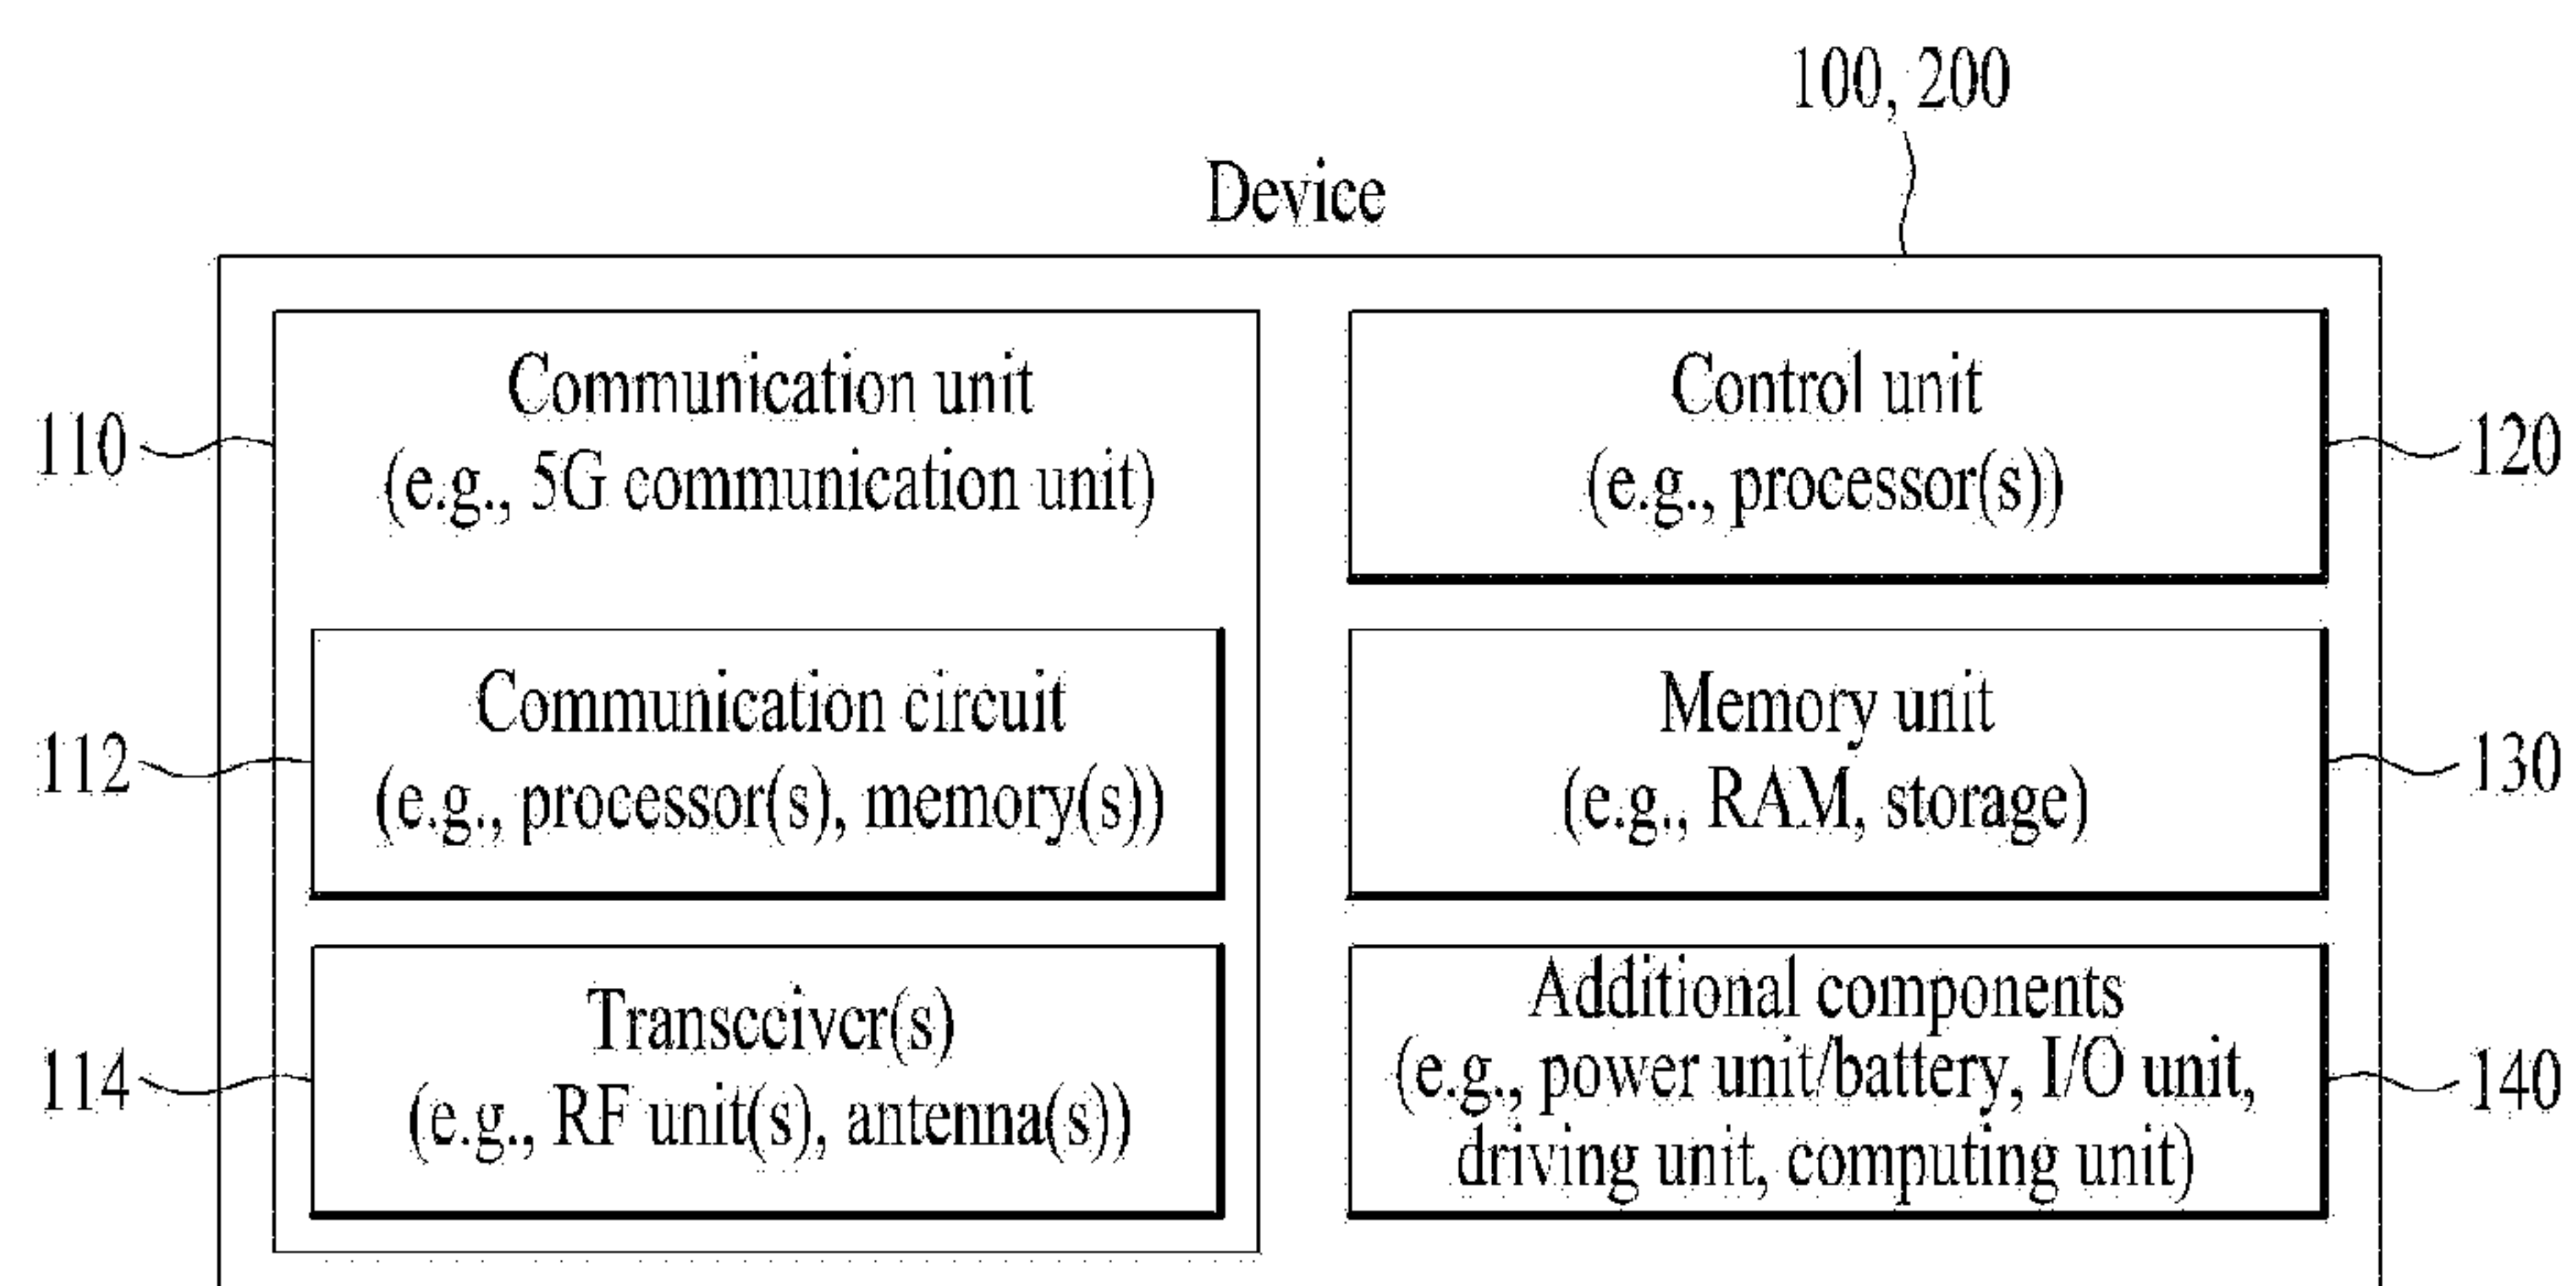 100, 200
Device
110
Communication unit
(e.g., 5G communication unit)
112
Communication circuit
(e.g., processor(s), memory(s))
114
Transceiver(s)
(e.g., RF unit(s), antenna(s))
Control unit
(e.g., processor(s))
120
Memory unit
(e.g., RAM, storage)
130
Additional components
(e.g., power unit/battery, I/O unit,
driving unit, computing unit)
140